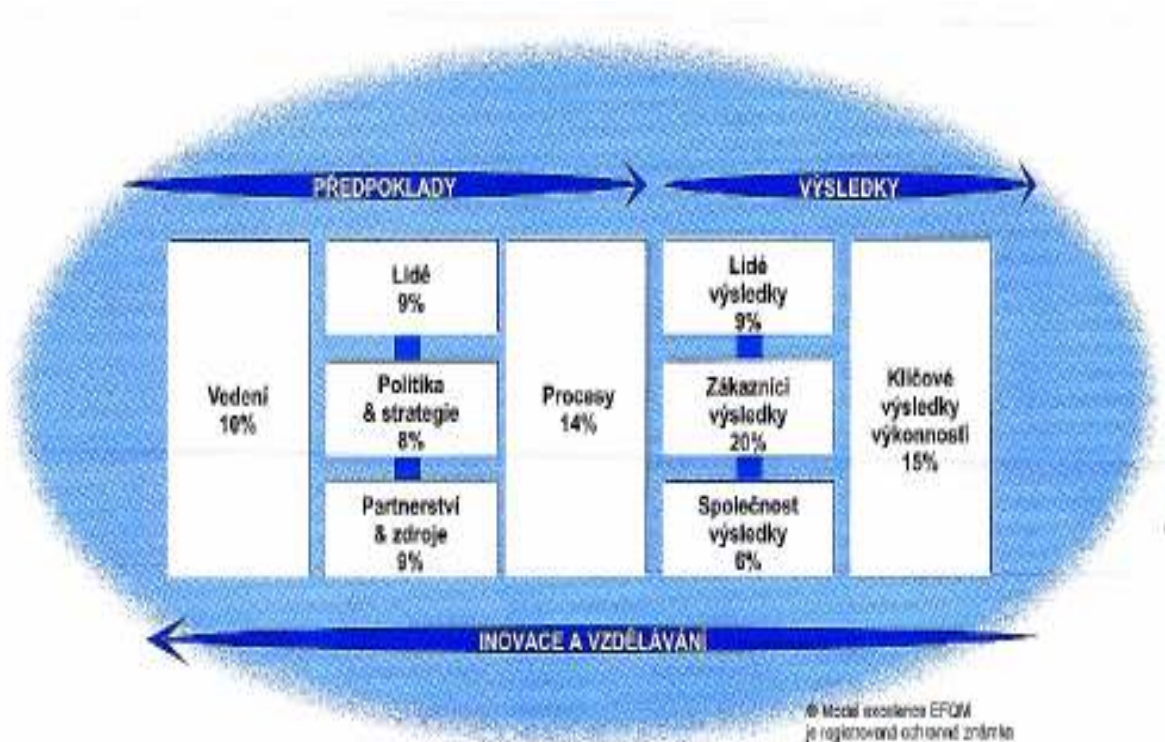 PŘEDPOKLADY
VÝSLEDKY
Vedení
10%
Lidé
9%
Politika
& strategie
8%
Partnerství
& zdroje
9%
Procesy
14%
Lidé
výsledky
9%
Zákazníci
výsledky
20%
Společnost
výsledky
6%
Klíčové
výsledky
výkonnosti
15%
INOVACE A VZDĚLÁVÁNÍ
® Model excelence EFQM
je registrovaná ochranná známka